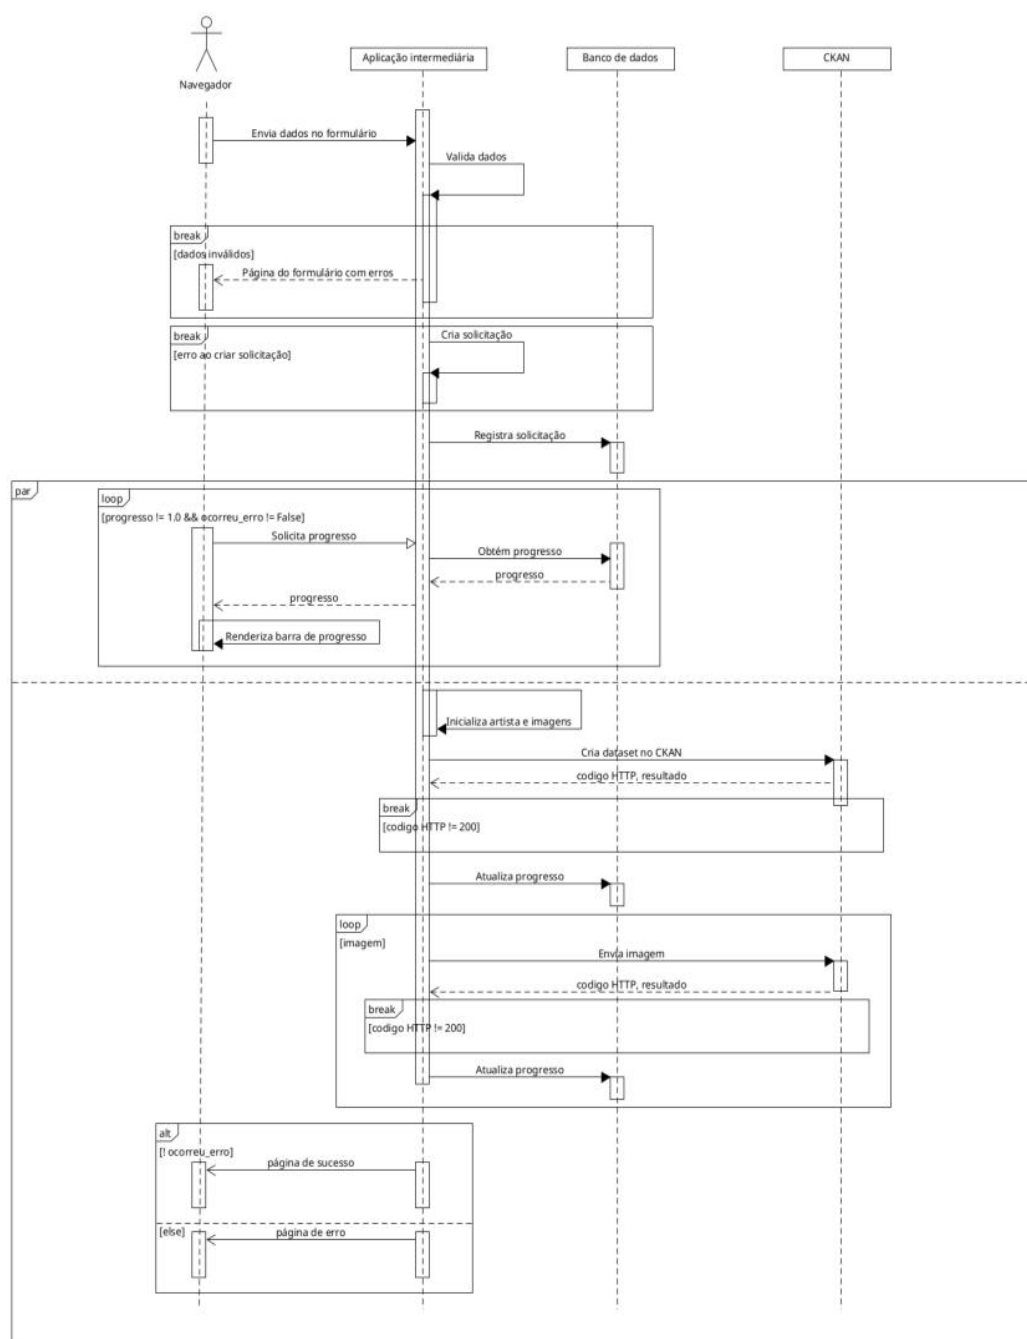 Navegador
Aplicação intermediária
Banco de dados
CKAN
Envia dados no formulário
Valida dados
break
[dados inválidos]
Página do formulário com erros
break
Cria solicitação
[erro ao criar solicitação]
Registra solicitação
par
loop
[progresso != 1.0 && ocorreu_erro != False]
Solicita progresso
Obtém progresso
progresso
progresso
Renderiza barra de progresso
Inicializa artista e imagens
Cria dataset no CKAN
codigo HTTP, resultado
break
[codigo HTTP != 200]
Atualiza progresso
loop
[imagem]
Envia imagem
codigo HTTP, resultado
break
[codigo HTTP != 200]
Atualiza progresso
alt
[! ocorreu_erro]
página de sucesso
[else]
página de erro